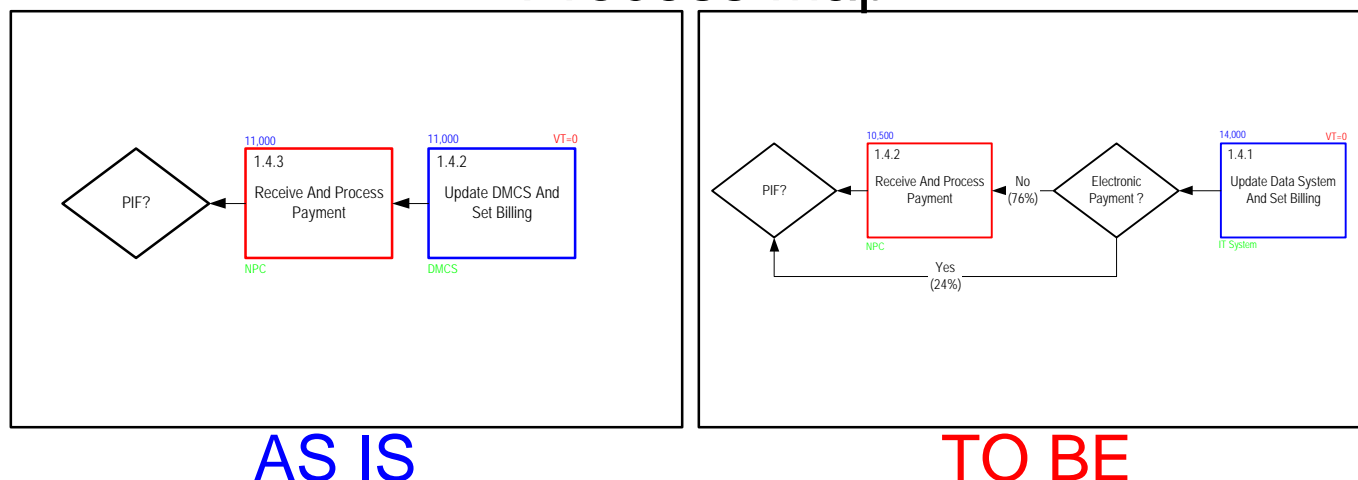 11,000
1.4.3
Receive And Process
Payment
NPC
11,000
VT=0
1.4.2
Update DMCS And
Set Billing
DMCS
PIF?
AS IS
10,500
1.4.2
Receive And Process
Payment
NPC
No
(76%)
Electronic
Payment ?
14,000
VT=0
1.4.1
Update Data System
And Set Billing
IT System
PIF?
Yes
(24%)
TO BE